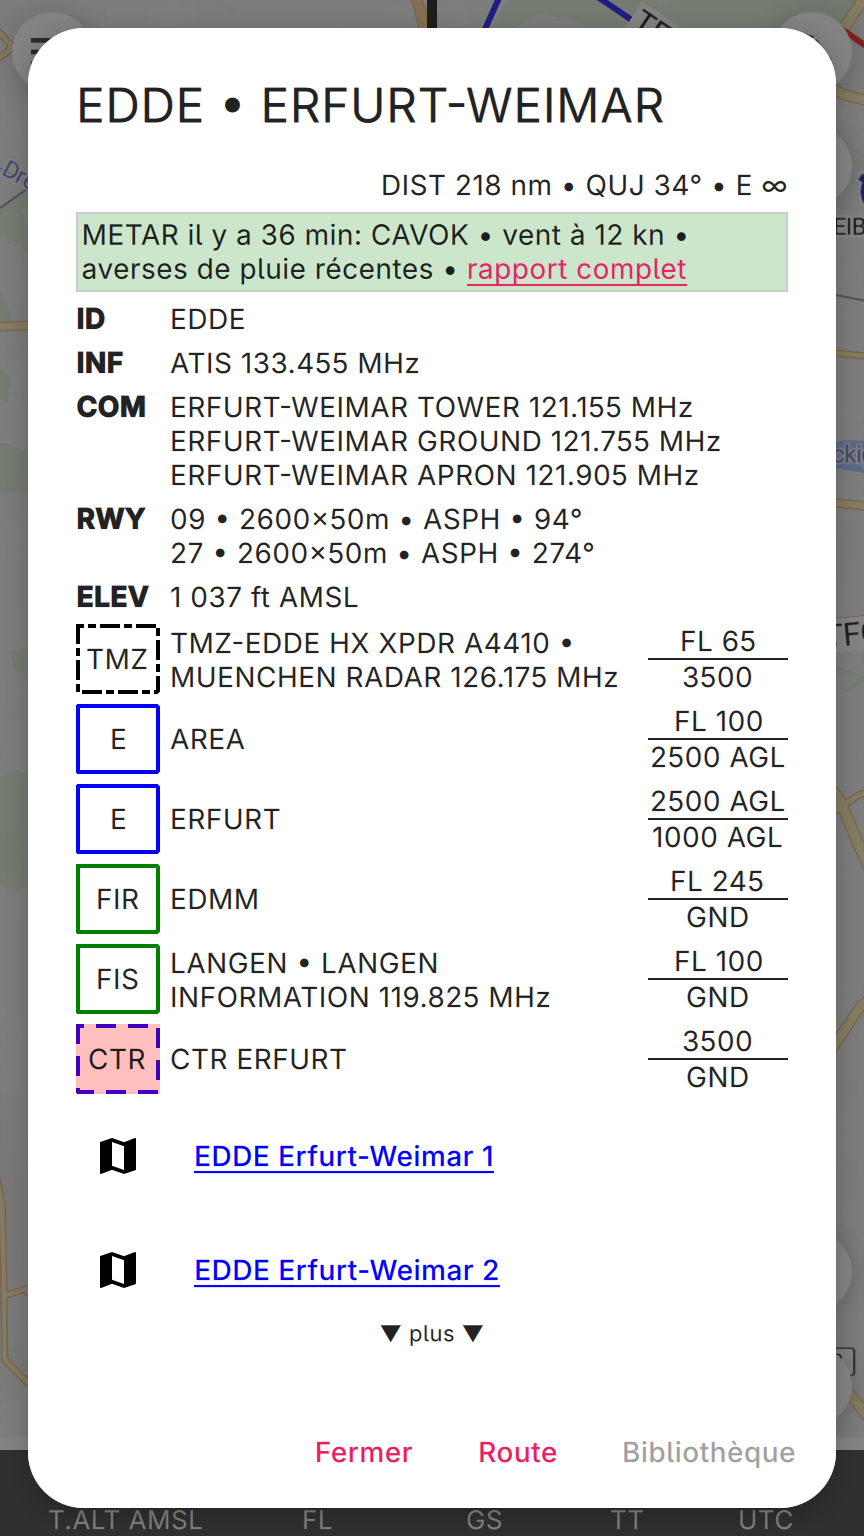 EDDE • ERFURT-WEIMAR
DIST 218 nm • QUJ 34° • E ∞
METAR il y a 36 min: CAVOK • vent à 12 kn •
averses de pluie récentes • rapport complet
ID EDDE
INF ATIS 133.455 MHz
COM ERFURT-WEIMAR TOWER 121.155 MHz
ERFURT-WEIMAR GROUND 121.755 MHz
ERFURT-WEIMAR APRON 121.905 MHz
RWY 09 • 2600×50m • ASPH • 94°
27 • 2600×50m • ASPH • 274°
ELEV 1 037 ft AMSL
TMZ TMZ-EDDE HX XPDR A4410 •
MUENCHEN RADAR 126.175 MHz
FL 65
3500
E AREA
FL 100
2500 AGL
E ERFURT
2500 AGL
1000 AGL
FIR EDMM
FL 245
GND
FIS LANGEN • LANGEN
INFORMATION 119.825 MHz
FL 100
GND
CTR CTR ERFURT
3500
GND
EDDE Erfurt-Weimar 1
EDDE Erfurt-Weimar 2
▼ plus ▼
Fermer Route Bibliothèque
T.ALT AMSL FL GS TT UTC